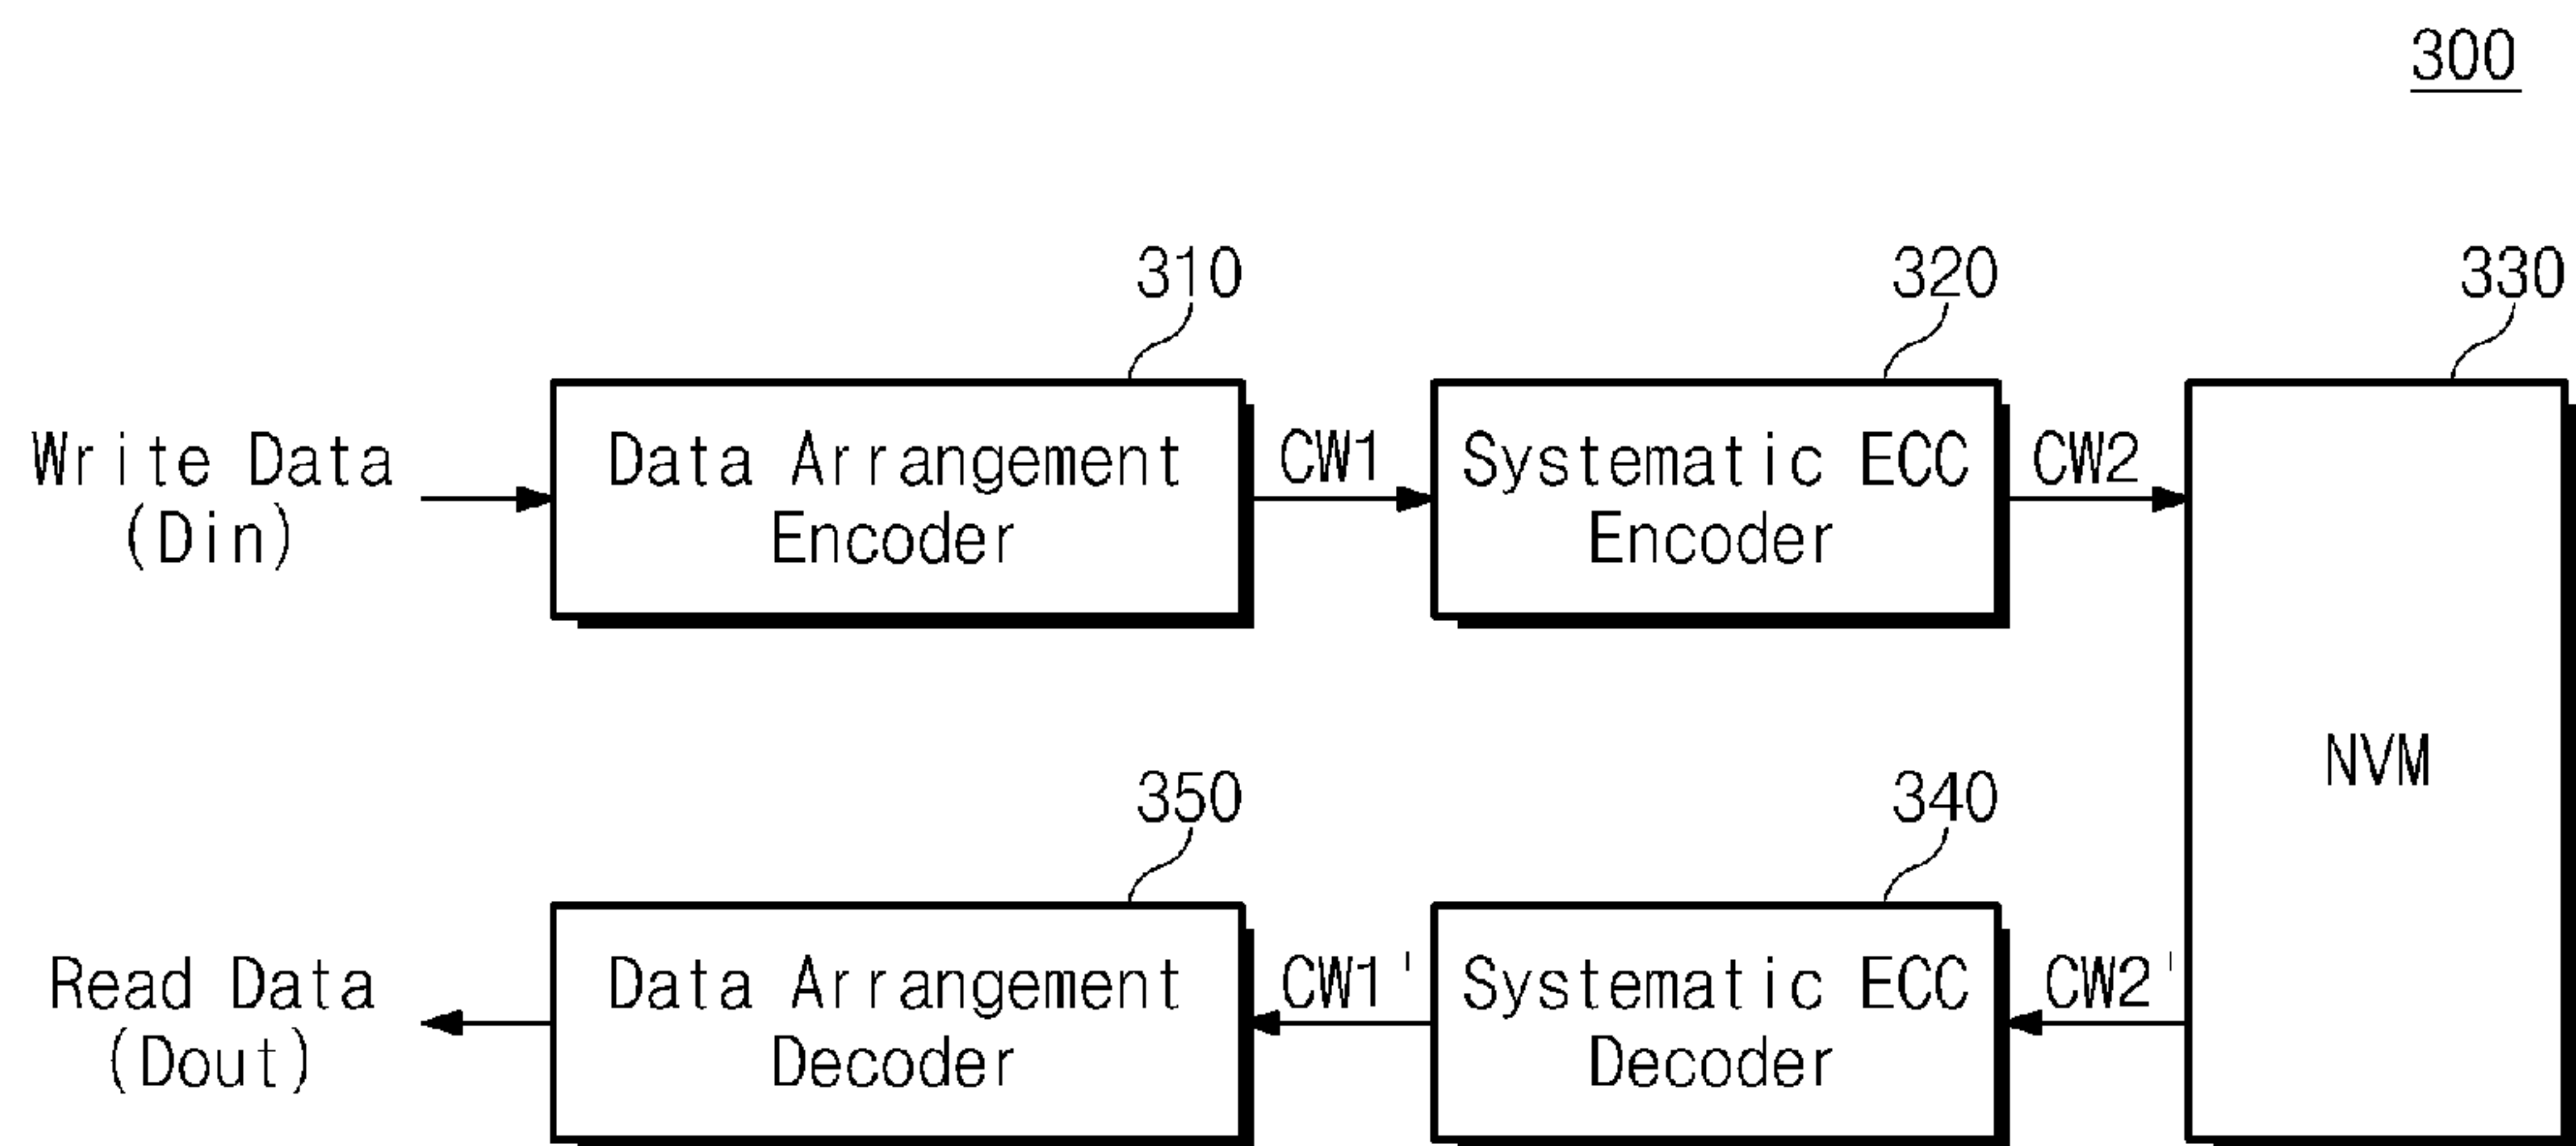 300
310
320
330
Write Data
(Din)
Data Arrangement
Encoder
CW1
Systematic ECC
Encoder
CW2
NVM
350
340
Read Data
(Dout)
Data Arrangement
Decoder
CW1'
Systematic ECC
Decoder
CW2'